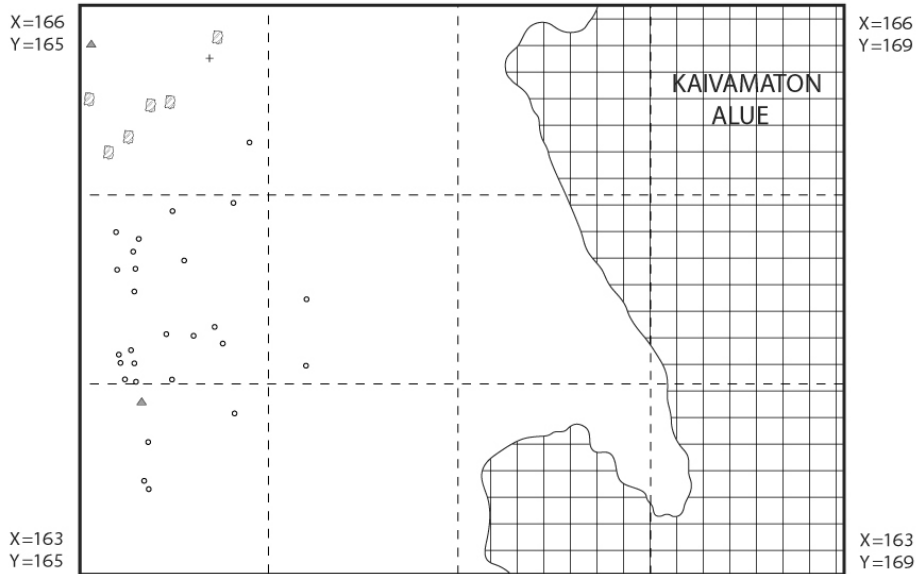 X=166
Y=165
X=166
Y=169
KAIVAMATON
ALUE
X=163
Y=165
X=163
Y=169